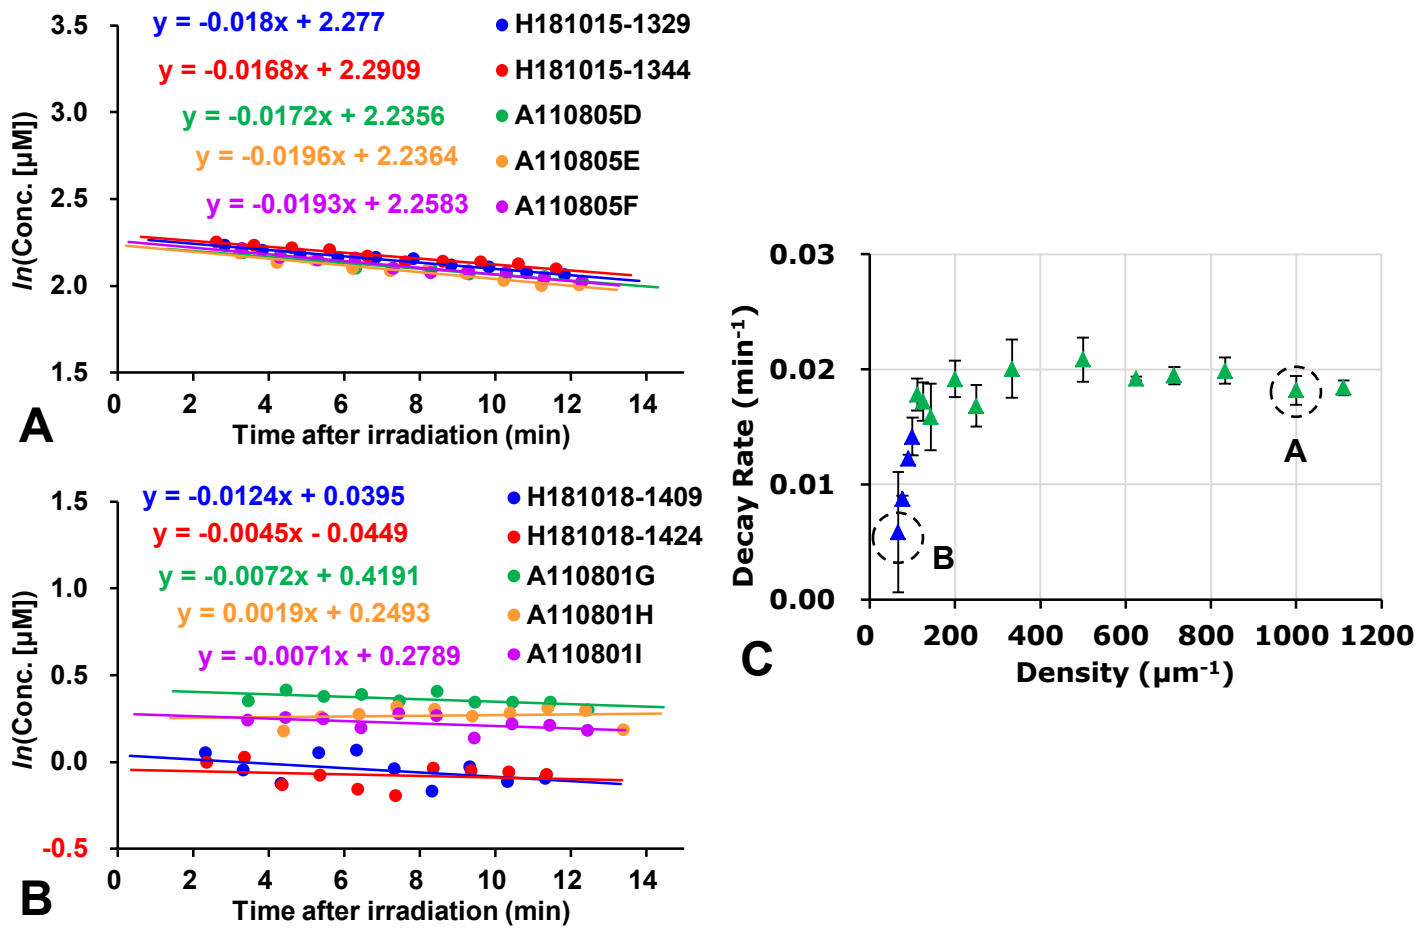 y = -0.018x + 2.277
y = -0.0168x + 2.2909
y = -0.0172x + 2.2356
y = -0.0196x + 2.2364
y = -0.0193x + 2.2583
H181015-1329
H181015-1344
A110805D
A110805E
A110805F
ln(Conc. [µM])
3.5
3.0
2.5
2.0
1.5
0 2 4 6 8 10 12 14
Time after irradiation (min)
A
y = -0.0124x + 0.0395
y = -0.0045x - 0.0449
y = -0.0072x + 0.4191
y = 0.0019x + 0.2493
y = -0.0071x + 0.2789
H181018-1409
H181018-1424
A110801G
A110801H
A110801I
ln(Conc. [µM])
1.5
1.0
0.5
0.0
-0.5
0 2 4 6 8 10 12 14
Time after irradiation (min)
B
Decay Rate (min-1)
0.03
0.02
0.01
0.00
A
B
0 200 400 600 800 1000 1200
Density (µm-1)
C